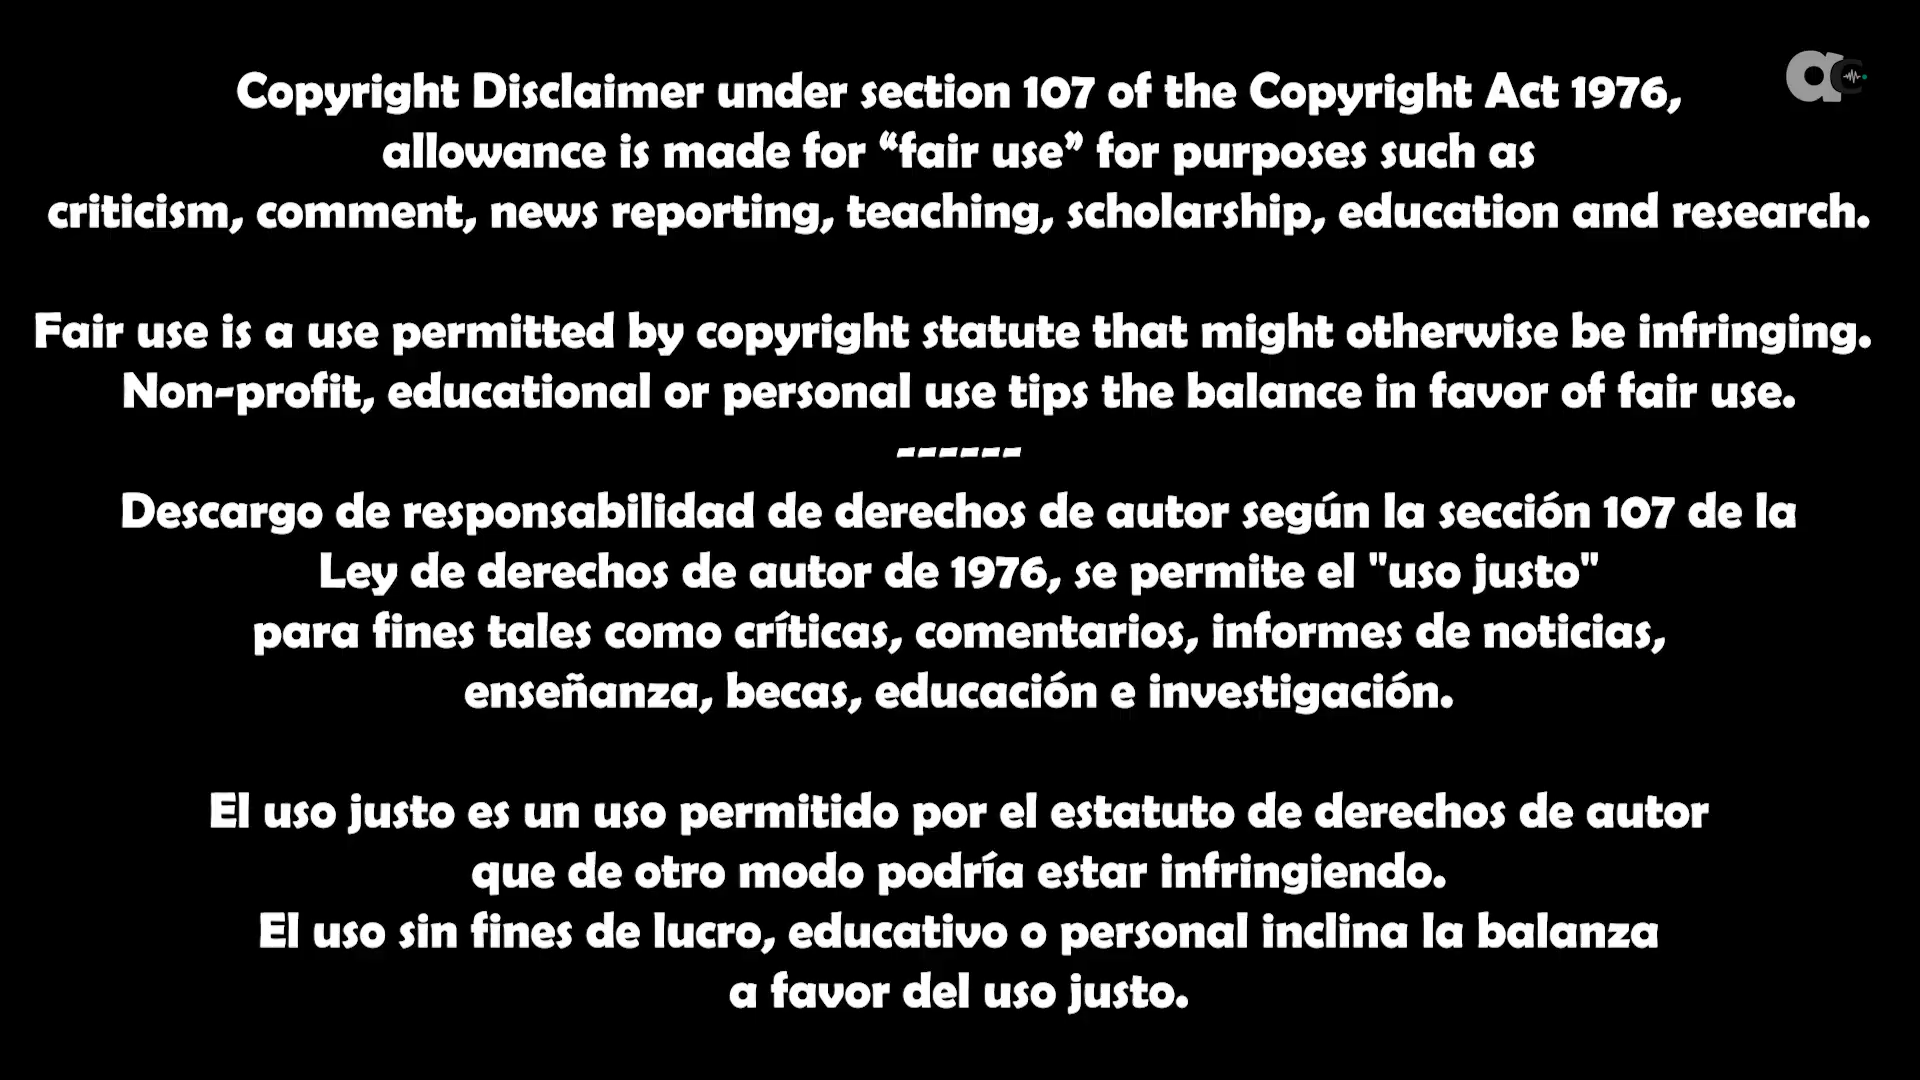 Copyright Disclaimer under section 107 of the Copyright Act 1976,
allowance is made for “fair use” for purposes such as
criticism, comment, news reporting, teaching, scholarship, education and research.
Fair use is a use permitted by copyright statute that might otherwise be infringing.
Non-profit, educational or personal use tips the balance in favor of fair use.
------
Descargo de responsabilidad de derechos de autor según la sección 107 de la
Ley de derechos de autor de 1976, se permite el "uso justo"
para fines tales como críticas, comentarios, informes de noticias,
enseñanza, becas, educación e investigación.
El uso justo es un uso permitido por el estatuto de derechos de autor
que de otro modo podría estar infringiendo.
El uso sin fines de lucro, educativo o personal inclina la balanza
a favor del uso justo.